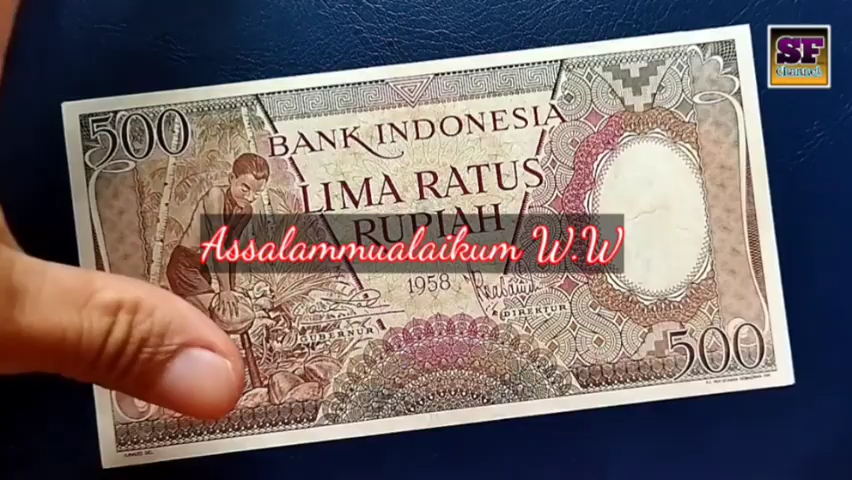 SF
Channel
500
BANK INDONESIA
LIMA RATUS
RUPIAH
Assalammualaikum W.W
1958
GUBERNUR
DIREKTUR
500